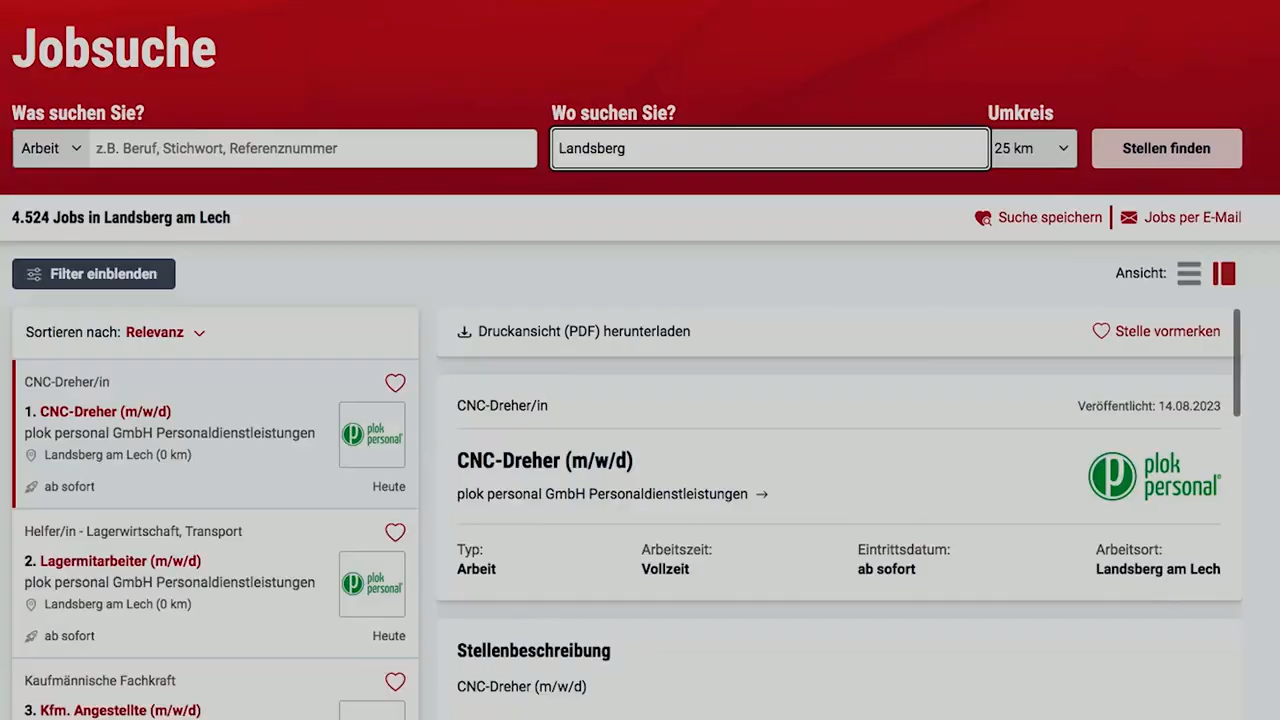 Jobsuche
Was suchen Sie?
Wo suchen Sie?
Umkreis
Arbeit
z.B. Beruf, Stichwort, Referenznummer
Landsberg
25 km
Stellen finden
4.524 Jobs in Landsberg am Lech
Suche speichern
Jobs per E-Mail
Filter einblenden
Ansicht:
Sortieren nach: Relevanz
CNC-Dreher/in
1. CNC-Dreher (m/w/d)
plok personal GmbH Personaldienstleistungen
Landsberg am Lech (0 km)
ab sofort
Heute
plok
personal
Helfer/in - Lagerwirtschaft, Transport
2. Lagermitarbeiter (m/w/d)
plok personal GmbH Personaldienstleistungen
Landsberg am Lech (0 km)
ab sofort
Heute
plok
personal
Kaufmännische Fachkraft
3. Kfm. Angestellte (m/w/d)
Druckansicht (PDF) herunterladen
Stelle vormerken
CNC-Dreher/in
Veröffentlicht: 14.08.2023
CNC-Dreher (m/w/d)
plok personal GmbH Personaldienstleistungen →
plok
personal
Typ:
Arbeit
Arbeitszeit:
Vollzeit
Eintrittsdatum:
ab sofort
Arbeitsort:
Landsberg am Lech
Stellenbeschreibung
CNC-Dreher (m/w/d)